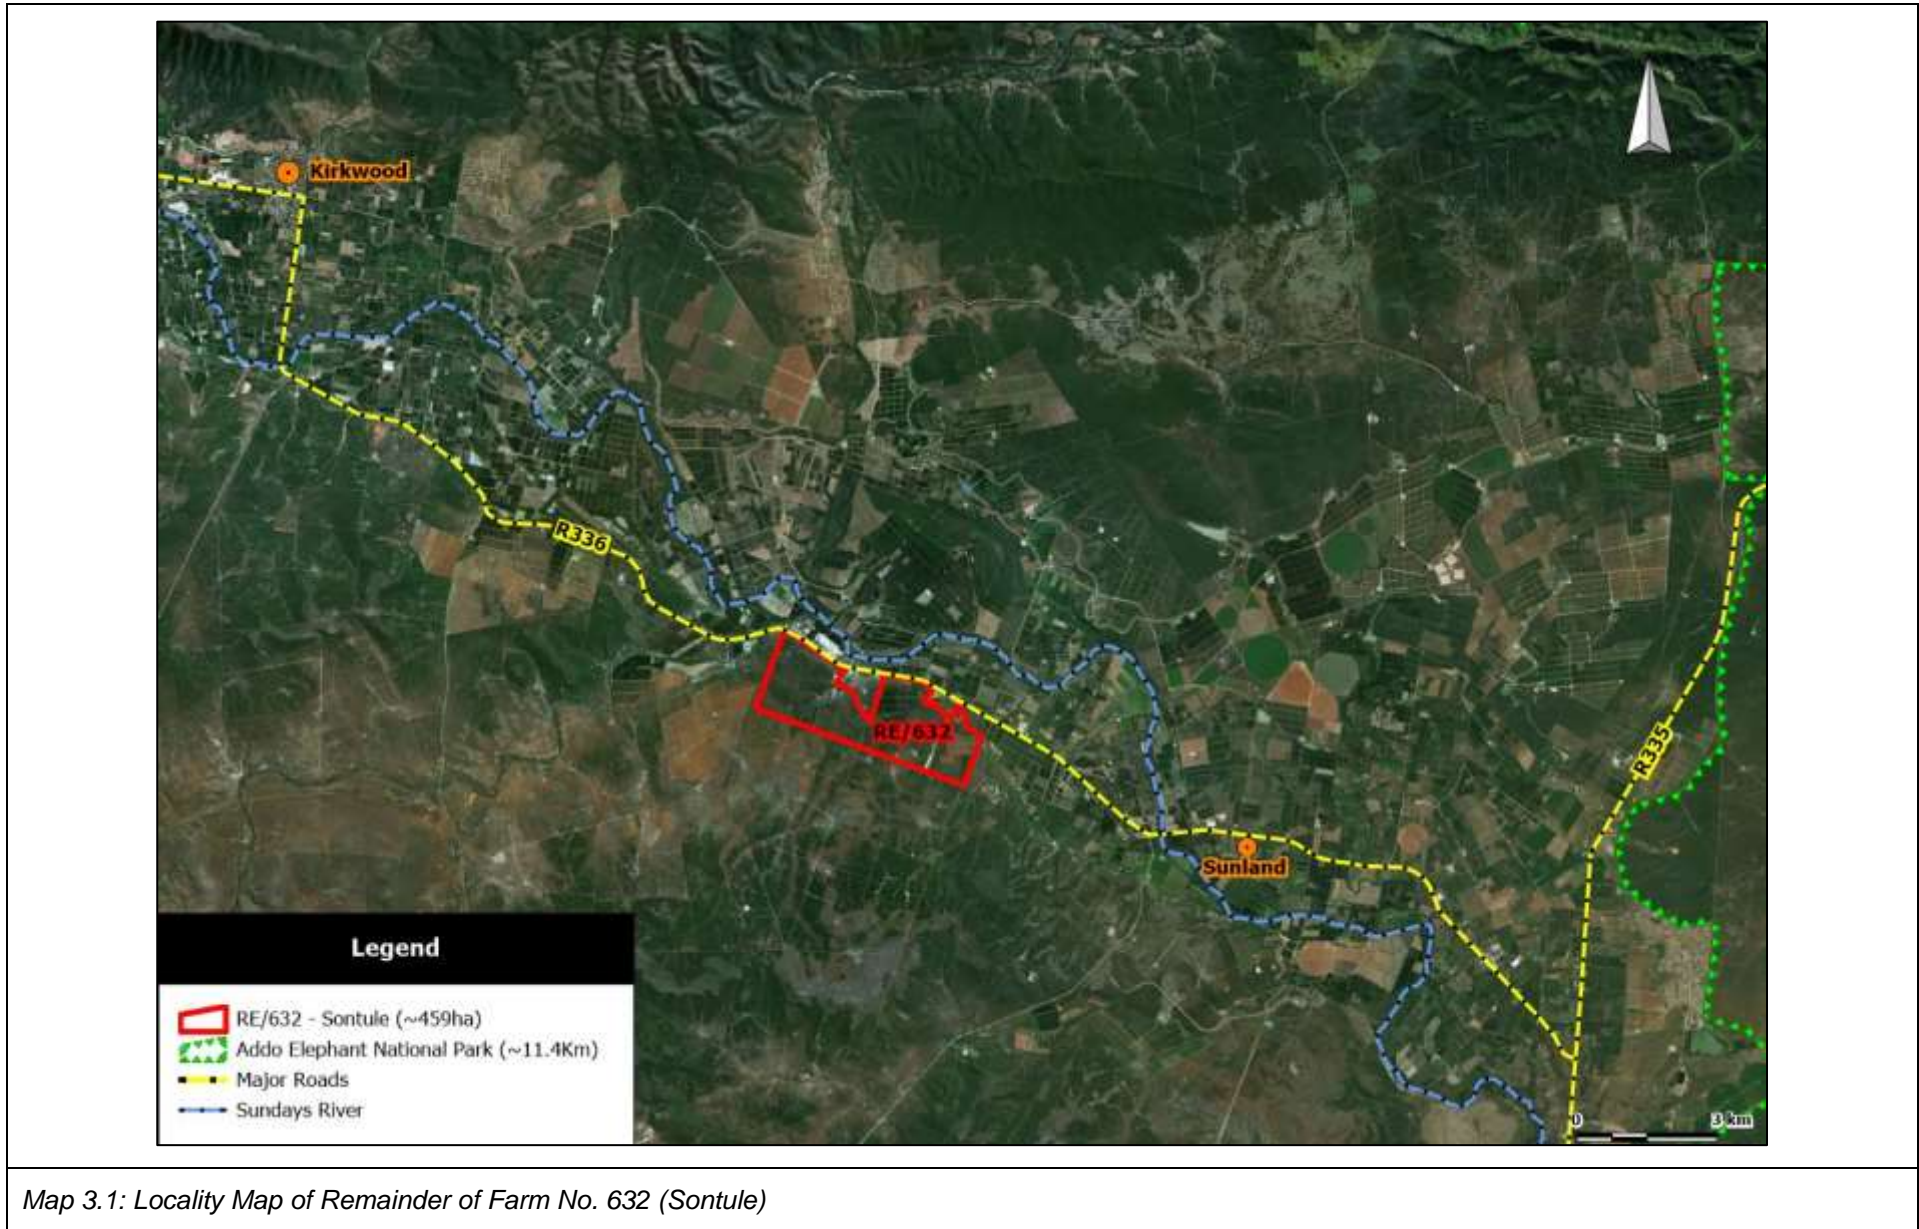 Kirkwood
R336
RE/632
R335
Sunland
Legend
RE/632 - Sontule (~459ha)
Addo Elephant National Park (~11.4Km)
Major Roads
Sundays River
0 3 km
Map 3.1: Locality Map of Remainder of Farm No. 632 (Sontule)